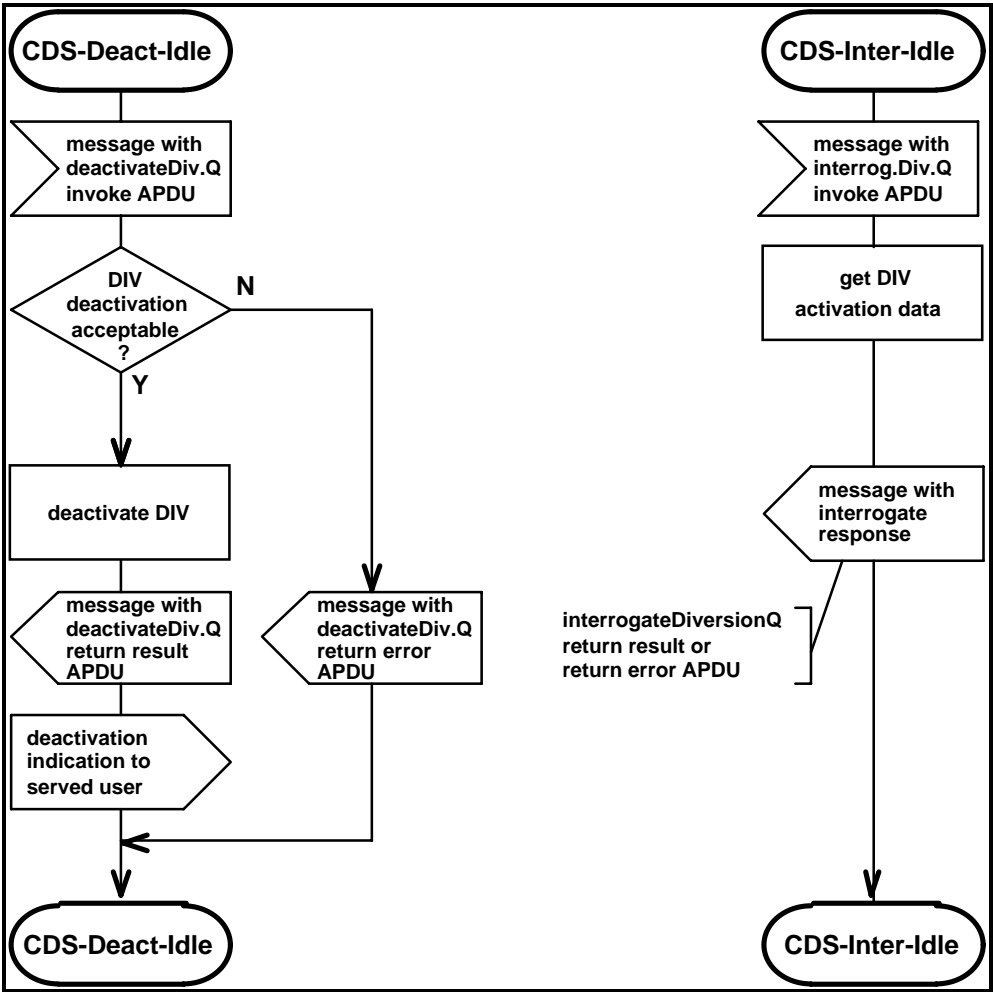 CDS-Deact-Idle
message with
deactivateDiv.Q
invoke APDU
DIV
deactivation
acceptable
?
N
Y
deactivate DIV
message with
deactivateDiv.Q
return result
APDU
message with
deactivateDiv.Q
return error
APDU
deactivation
indication to
served user
CDS-Deact-Idle
CDS-Inter-Idle
message with
interrog.Div.Q
invoke APDU
get DIV
activation data
message with
interrogate
response
interrogateDiversionQ
return result or
return error APDU
CDS-Inter-Idle